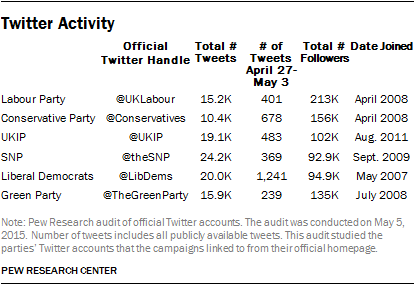 Twitter Activity
Official Twitter Handle Total # Tweets # of Tweets April 27-May 3 Total # Followers Date Joined
Labour Party @UKLabour 15.2K 401 213K April 2008
Conservative Party @Conservatives 10.4K 678 156K April 2008
UKIP @UKIP 19.1K 483 102K Aug. 2011
SNP @theSNP 24.2K 369 92.9K Sept. 2009
Liberal Democrats @LibDems 20.0K 1,241 94.9K May 2007
Green Party @TheGreenParty 15.9K 239 135K July 2008
Note: Pew Research audit of official Twitter accounts. The audit was conducted on May 5,
2015. Number of tweets includes all publicly available tweets. This audit studied the
parties' Twitter accounts that the campaigns linked to from their official homepage.
PEW RESEARCH CENTER